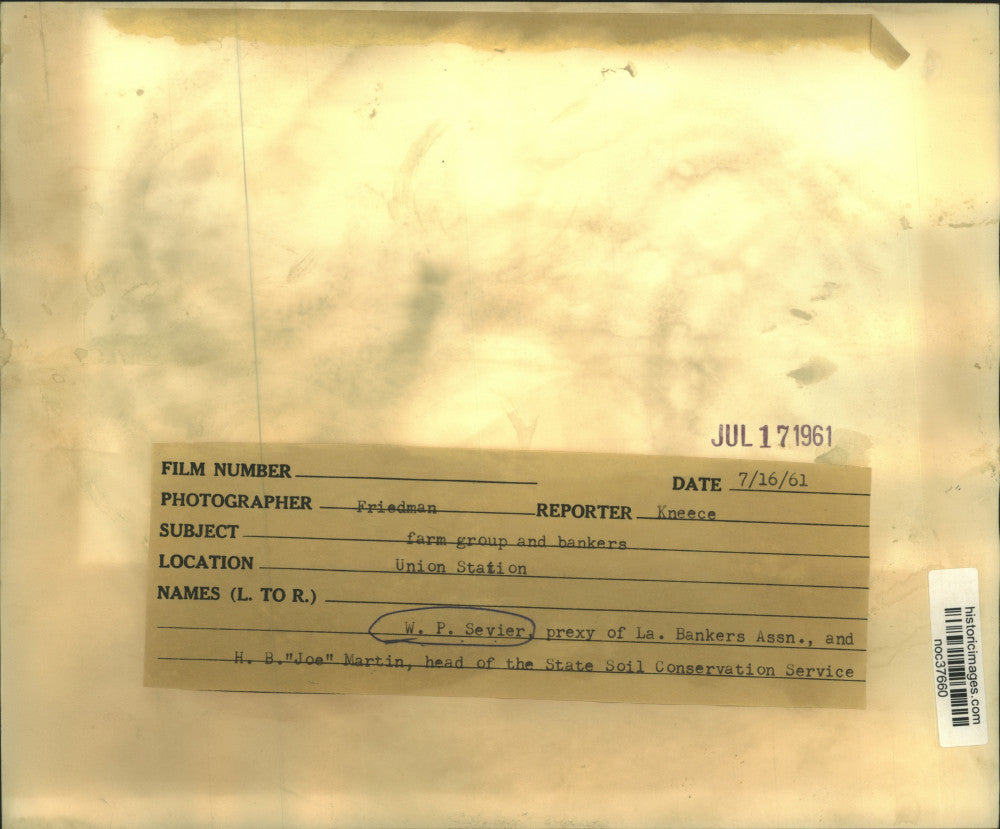 JUL 17 1961
FILM NUMBER
DATE 7/16/61
PHOTOGRAPHER Friedman REPORTER Kneece
SUBJECT farm group and bankers
LOCATION Union Station
NAMES (L. TO R.)
W. P. Sevier, prexy of La. Bankers Assn., and
H. B."Joe" Martin, head of the State Soil Conservation Service
historicimages.com
noc37660